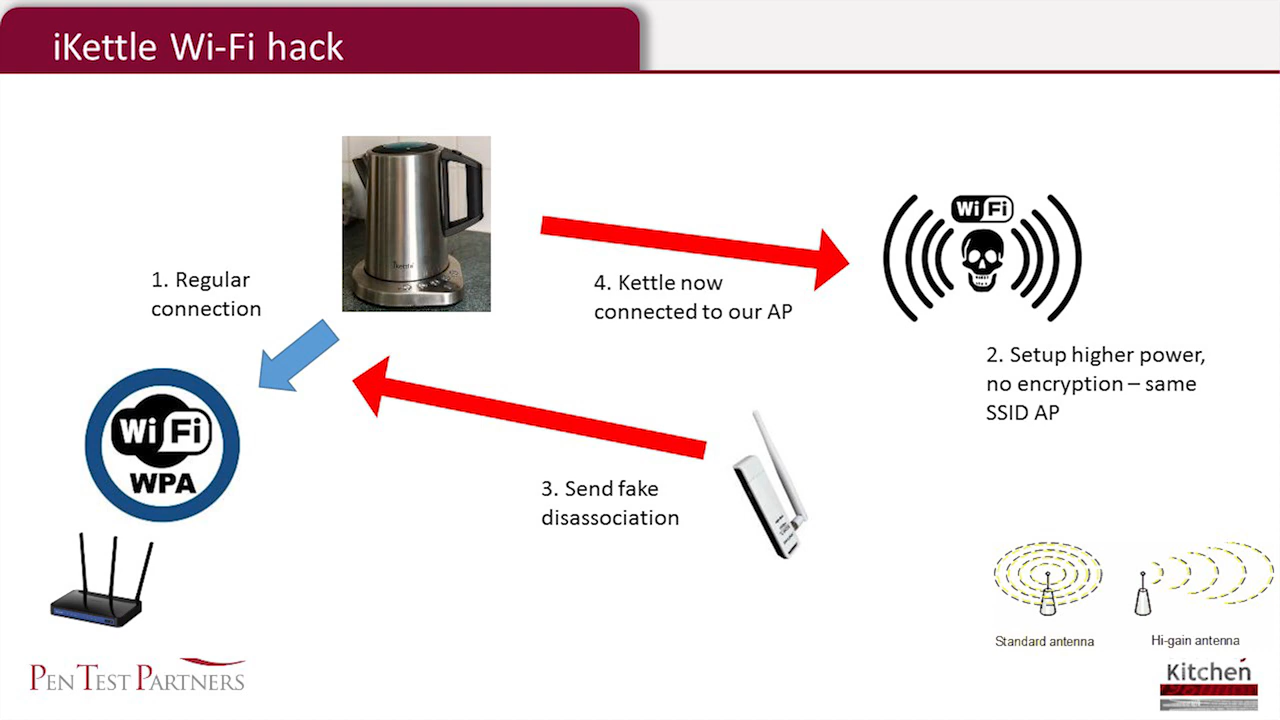 iKettle Wi-Fi hack
1. Regular
connection
iKettle
4. Kettle now
connected to our AP
Wi Fi
2. Setup higher power,
no encryption – same
SSID AP
Wi Fi
WPA
3. Send fake
disassociation
Standard antenna
Hi-gain antenna
PEN TEST PARTNERS
Kitchen